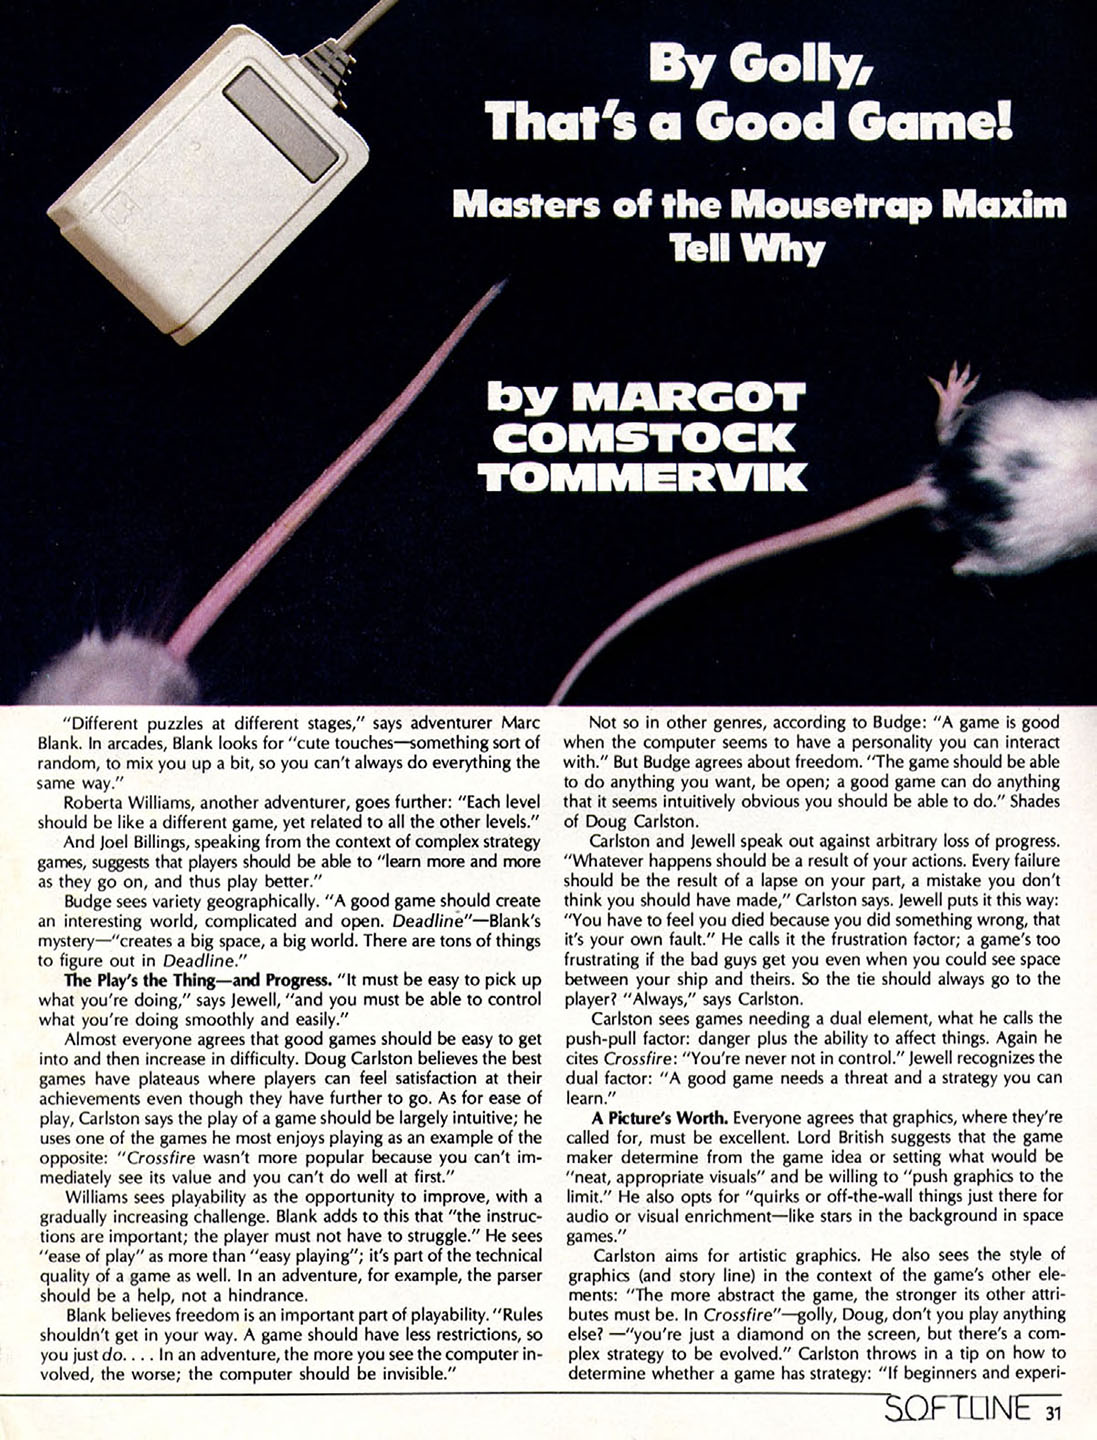 By Golly,
That's a Good Game!
Masters of the Mousetrap Maxim
Tell Why
by MARGOT
COMSTOCK
TOMMERVIK
"Different puzzles at different stages," says adventurer Marc
Blank. In arcades, Blank looks for "cute touches—something sort of
random, to mix you up a bit, so you can't always do everything the
same way."
Roberta Williams, another adventurer, goes further: "Each level
should be like a different game, yet related to all the other levels."
And Joel Billings, speaking from the context of complex strategy
games, suggests that players should be able to "learn more and more
as they go on, and thus play better."
Budge sees variety geographically. "A good game should create
an interesting world, complicated and open. Deadline"—Blank's
mystery—"creates a big space, a big world. There are tons of things
to figure out in Deadline."
The Play's the Thing—and Progress. "It must be easy to pick up
what you're doing," says Jewell, "and you must be able to control
what you're doing smoothly and easily."
Almost everyone agrees that good games should be easy to get
into and then increase in difficulty. Doug Carlston believes the best
games have plateaus where players can feel satisfaction at their
achievements even though they have further to go. As for ease of
play, Carlston says the play of a game should be largely intuitive; he
uses one of the games he most enjoys playing as an example of the
opposite: "Crossfire wasn't more popular because you can't im-
mediately see its value and you can't do well at first."
Williams sees playability as the opportunity to improve, with a
gradually increasing challenge. Blank adds to this that "the instruc-
tions are important; the player must not have to struggle." He sees
"ease of play" as more than "easy playing"; it's part of the technical
quality of a game as well. In an adventure, for example, the parser
should be a help, not a hindrance.
Blank believes freedom is an important part of playability. "Rules
shouldn't get in your way. A game should have less restrictions, so
you just do. . . . In an adventure, the more you see the computer in-
volved, the worse; the computer should be invisible."
Not so in other genres, according to Budge: "A game is good
when the computer seems to have a personality you can interact
with." But Budge agrees about freedom. "The game should be able
to do anything you want, be open; a good game can do anything
that it seems intuitively obvious you should be able to do." Shades
of Doug Carlston.
Carlston and Jewell speak out against arbitrary loss of progress.
"Whatever happens should be a result of your actions. Every failure
should be the result of a lapse on your part, a mistake you don't
think you should have made," Carlston says. Jewell puts it this way:
"You have to feel you died because you did something wrong, that
it's your own fault." He calls it the frustration factor; a game's too
frustrating if the bad guys get you even when you could see space
between your ship and theirs. So the tie should always go to the
player? "Always," says Carlston.
Carlston sees games needing a dual element, what he calls the
push-pull factor: danger plus the ability to affect things. Again he
cites Crossfire: "You're never not in control." Jewell recognizes the
dual factor: "A good game needs a threat and a strategy you can
learn."
A Picture's Worth. Everyone agrees that graphics, where they're
called for, must be excellent. Lord British suggests that the game
maker determine from the game idea or setting what would be
"neat, appropriate visuals" and be willing to "push graphics to the
limit." He also opts for "quirks or off-the-wall things just there for
audio or visual enrichment—like stars in the background in space
games."
Carlston aims for artistic graphics. He also sees the style of
graphics (and story line) in the context of the game's other ele-
ments: "The more abstract the game, the stronger its other attri-
butes must be. In Crossfire"—golly, Doug, don't you play anything
else? —"you're just a diamond on the screen, but there's a com-
plex strategy to be evolved." Carlston throws in a tip on how to
determine whether a game has strategy: "If beginners and experi-
SOFTLINE 31